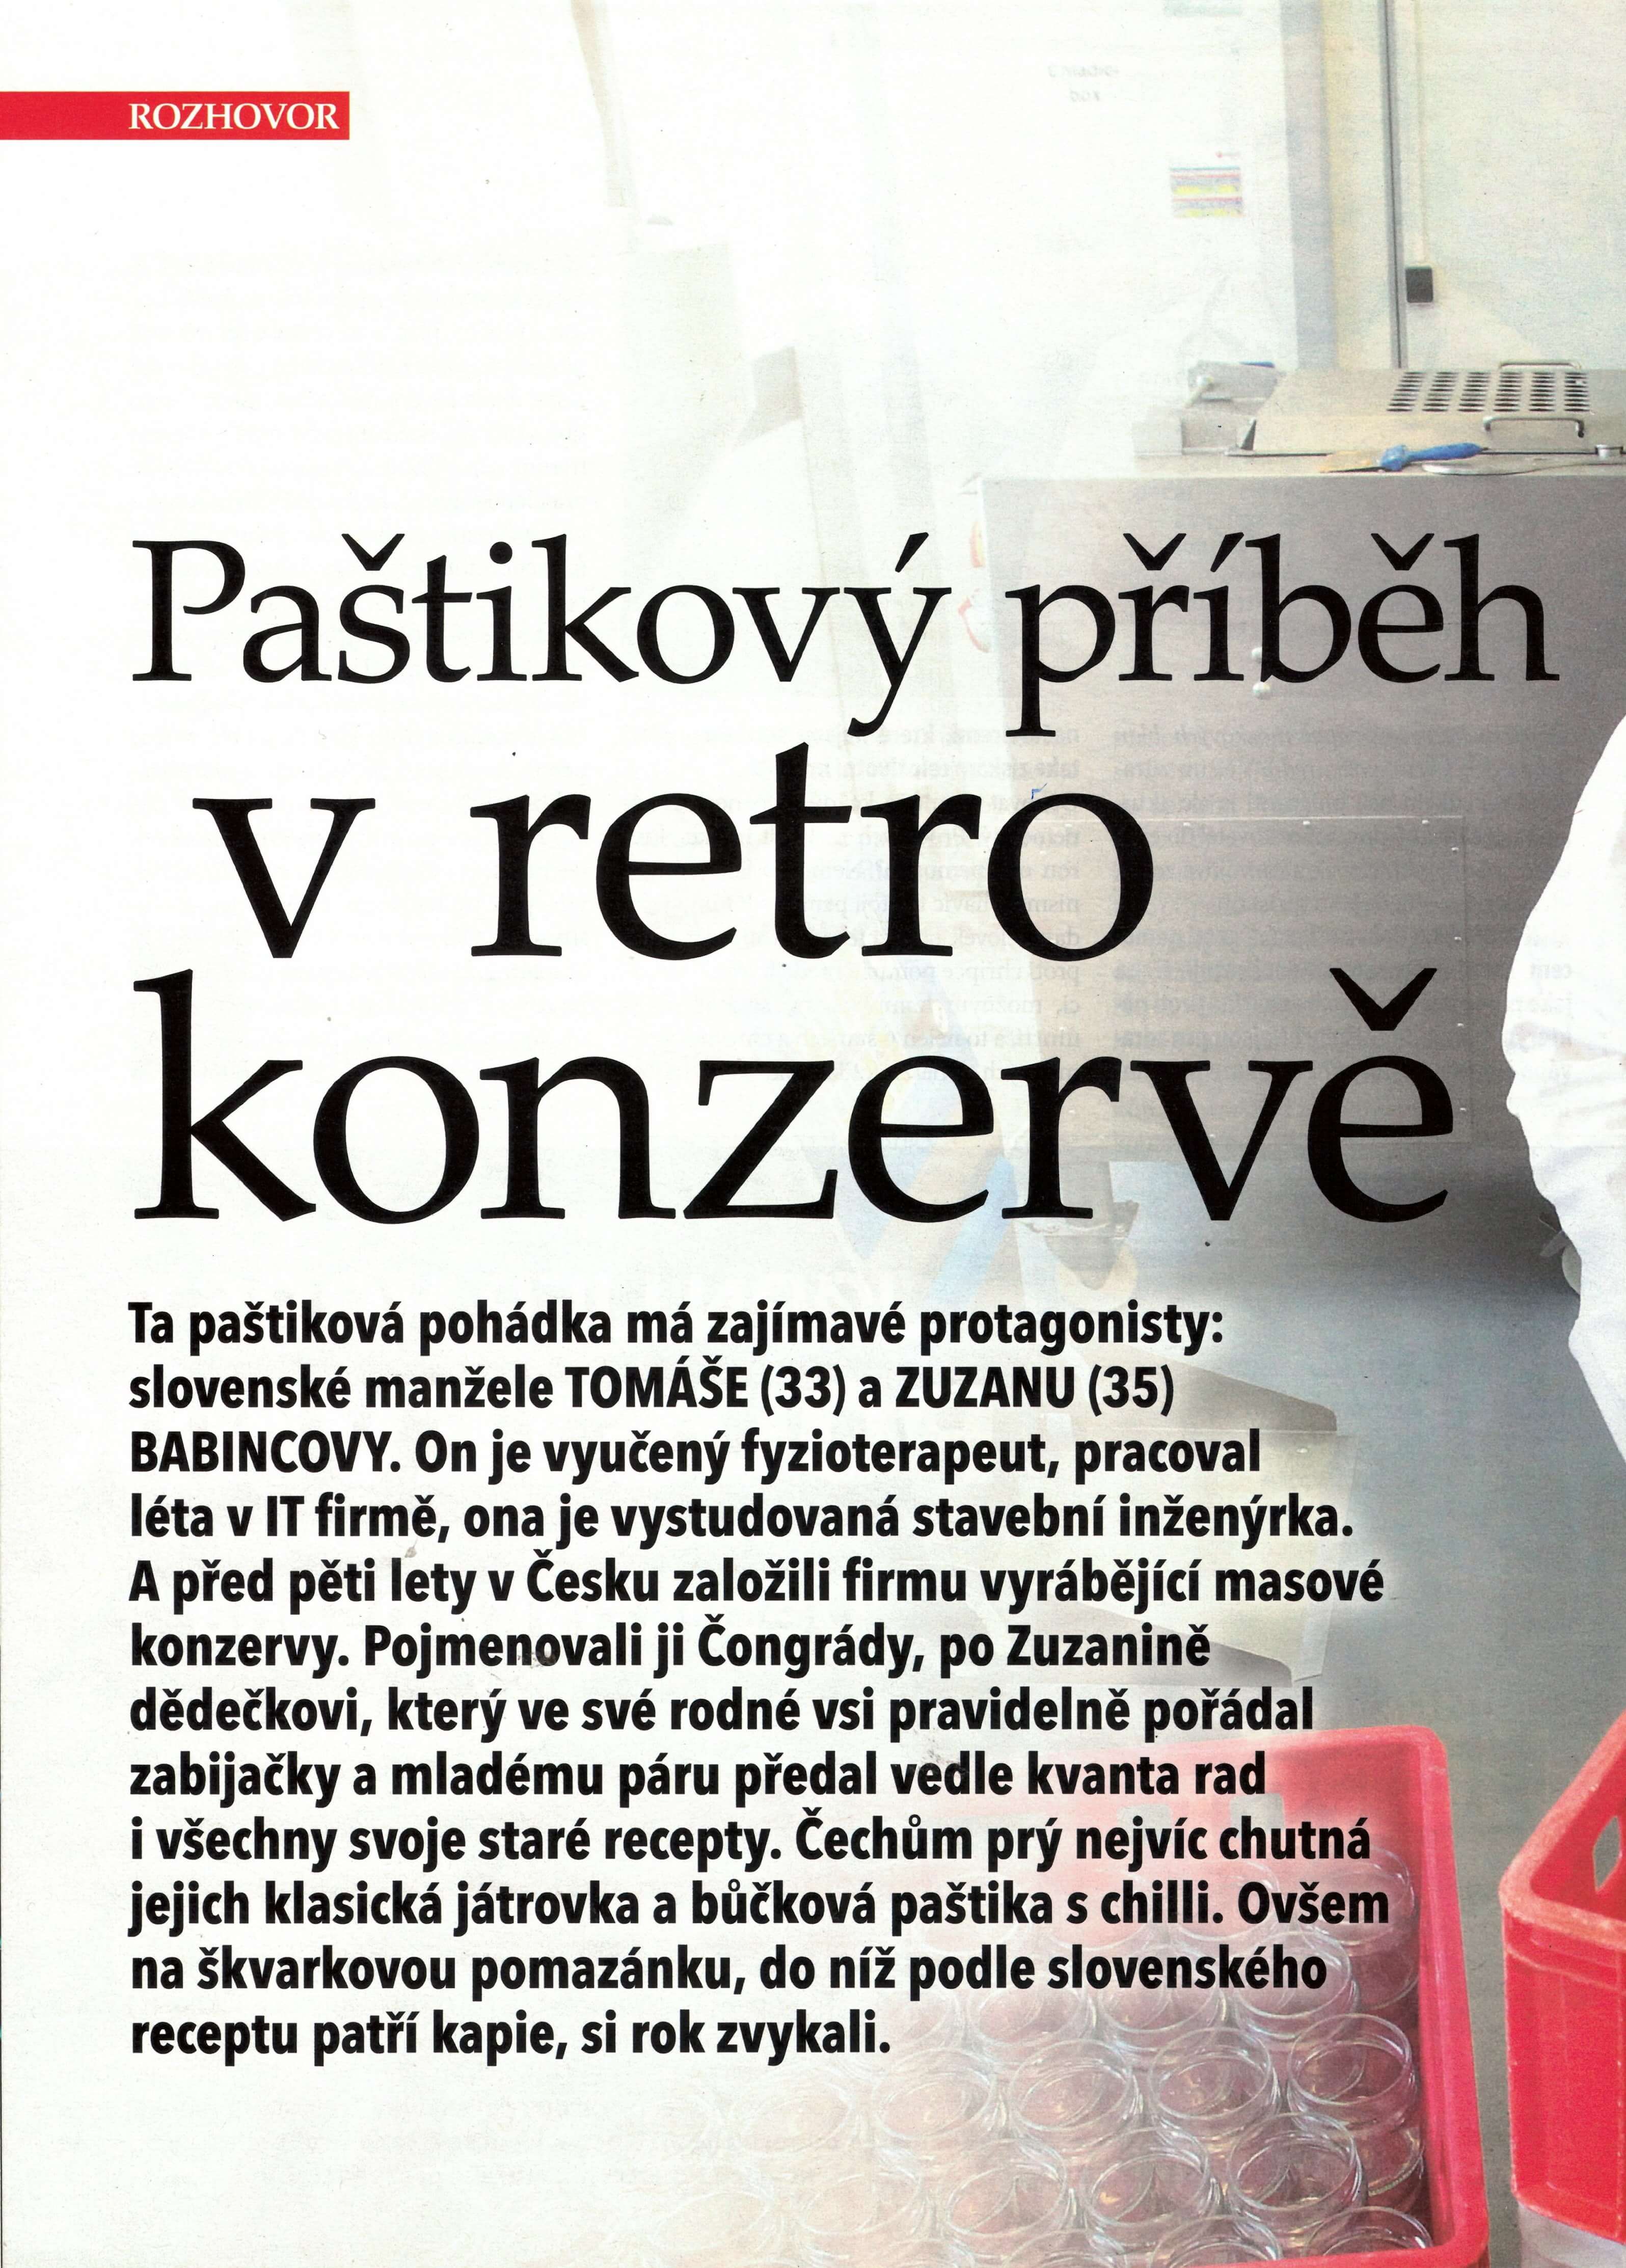 ROZHOVOR
Paštikový příběh
v retro
konzervě
Ta paštiková pohádka má zajímavé protagonisty:
slovenské manžele TOMÁŠE (33) a ZUZANU (35)
BABINCOVY. On je vyučený fyzioterapeut, pracoval
léta v IT firmě, ona je vystudovaná stavební inženýrka.
A před pěti lety v Česku založili firmu vyrábějící masové
konzervy. Pojmenovali ji Čongrády, po Zuzanině
dědečkovi, který ve své rodné vsi pravidelně pořádal
zabijačky a mladému páru předal vedle kvanta rad
i všechny svoje staré recepty. Čechům prý nejvíc chutná
jejich klasická játrovka a bůčková paštika s chilli. Ovšem
na škvarkovou pomazánku, do níž podle slovenského
receptu patří kapie, si rok zvykali.